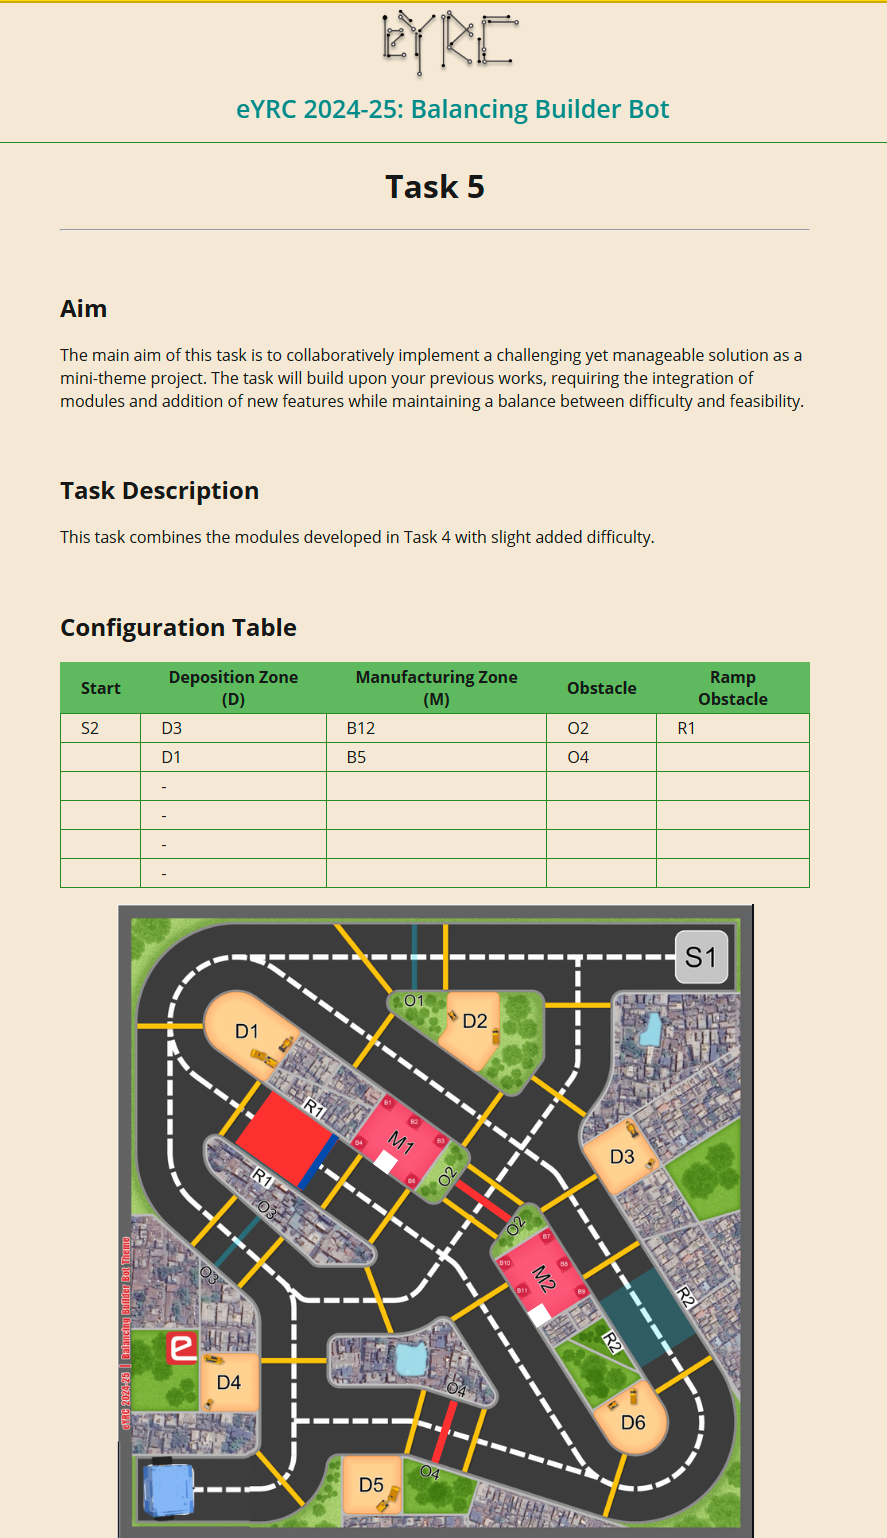 eYRC
eYRC 2024-25: Balancing Builder Bot
Task 5
Aim
The main aim of this task is to collaboratively implement a challenging yet manageable solution as a
mini-theme project. The task will build upon your previous works, requiring the integration of
modules and addition of new features while maintaining a balance between difficulty and feasibility.
Task Description
This task combines the modules developed in Task 4 with slight added difficulty.
Configuration Table
Start Deposition Zone (D) Manufacturing Zone (M) Obstacle Ramp Obstacle
S2 D3 B12 O2 R1
D1 B5 O4
-
-
-
-
S1
O1
D2
D1
R1
B1
B2
B3
B4
M1
B6
O2
D3
R1
O3
O2
B7
B8
B10
M2
B11
B9
O3
R2
R2
e
D4
O4
D6
O4
D5
eYRC 2024-25 | Balancing Builder Bot Theme